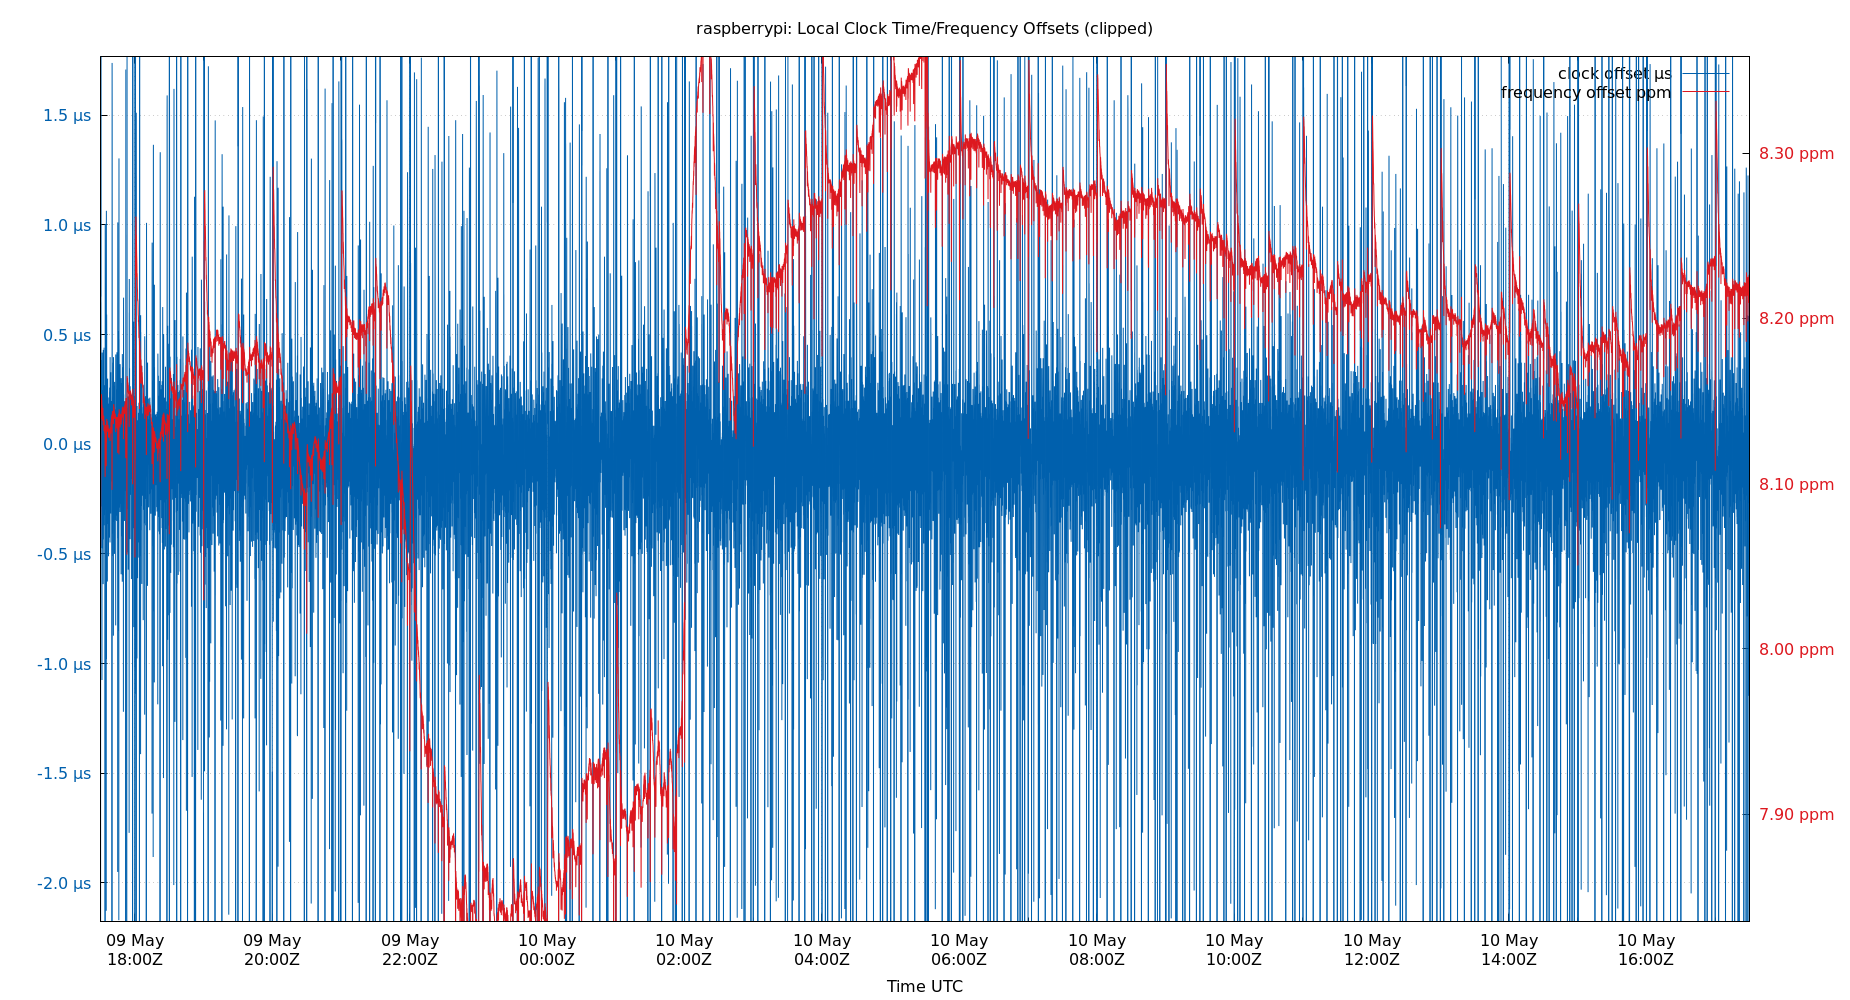 raspberrypi: Local Clock Time/Frequency Offsets (clipped)
clock offset µs
frequency offset ppm
1.5 µs
1.0 µs
0.5 µs
0.0 µs
-0.5 µs
-1.0 µs
-1.5 µs
-2.0 µs
8.30 ppm
8.20 ppm
8.10 ppm
8.00 ppm
7.90 ppm
09 May 09 May 09 May 10 May 10 May 10 May 10 May 10 May 10 May 10 May 10 May 10 May
18:00Z 20:00Z 22:00Z 00:00Z 02:00Z 04:00Z 06:00Z 08:00Z 10:00Z 12:00Z 14:00Z 16:00Z
Time UTC